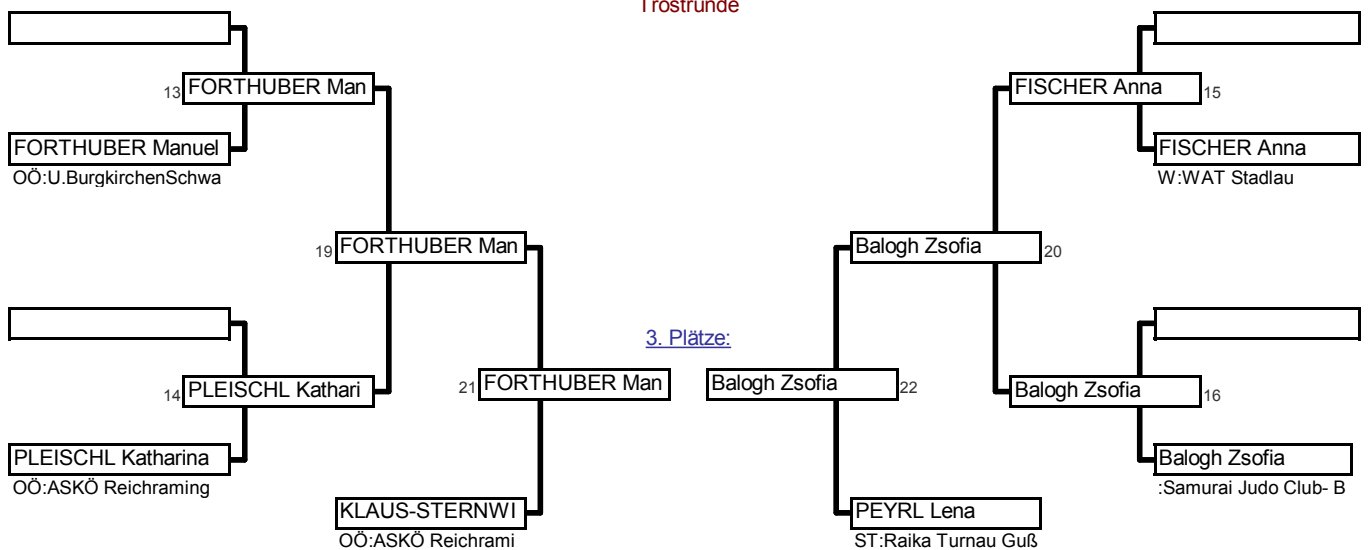 Trostrunde
13 FORTHUBER Man
FISCHER Anna 15
FORTHUBER Manuel
OÖ:U.BurgkirchenSchwa
FISCHER Anna
W:WAT Stadlau
19 FORTHUBER Man
Balogh Zsofia 20
3. Plätze:
14 PLEISCHL Kathari
21 FORTHUBER Man
Balogh Zsofia 22
Balogh Zsofia 16
PLEISCHL Katharina
OÖ:ASKÖ Reichraming
Balogh Zsofia
:Samurai Judo Club- B
KLAUS-STERNWI
OÖ:ASKÖ Reichrami
PEYRL Lena
ST:Raika Turnau Guß